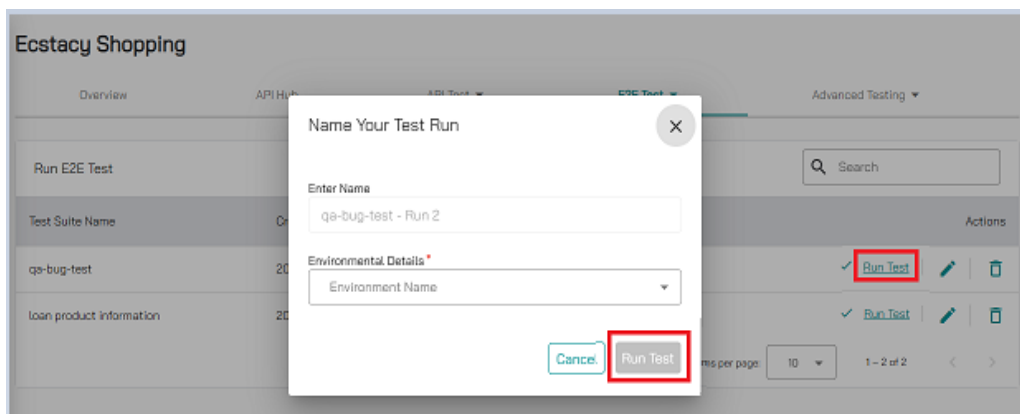 Ecstacy Shopping
Overview API Hub API Test E2E Test Advanced Testing
Name Your Test Run
Run E2E Test Search
Enter Name
Test Suite Name Actions
qa-bug-test - Run 2
Environmental Details *
qa-bug-test 20 Run Test
Environment Name
loan product information 20 Run Test
Cancel Run Test
per page: 10 1 – 2 of 2